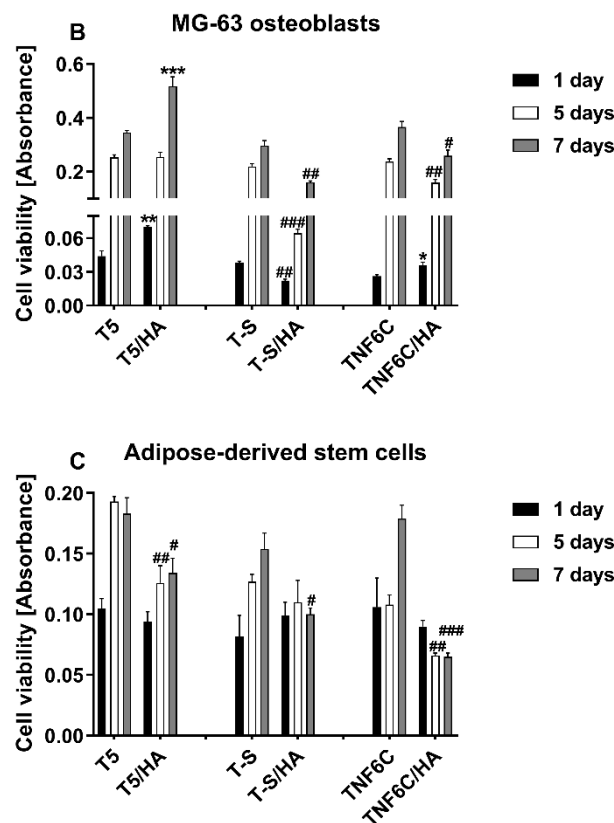 B MG-63 osteoblasts
Cell viability [Absorbance]
0.6
0.4
0.2
0.06
0.03
0.00
**
***
##
###
##
*
##
#
T5
T5/HA
T-S
T-S/HA
TNF6C
TNF6C/HA
1 day
5 days
7 days
C Adipose-derived stem cells
Cell viability [Absorbance]
0.20
0.15
0.10
0.05
0.00
##
#
#
##
###
T5
T5/HA
T-S
T-S/HA
TNF6C
TNF6C/HA
1 day
5 days
7 days